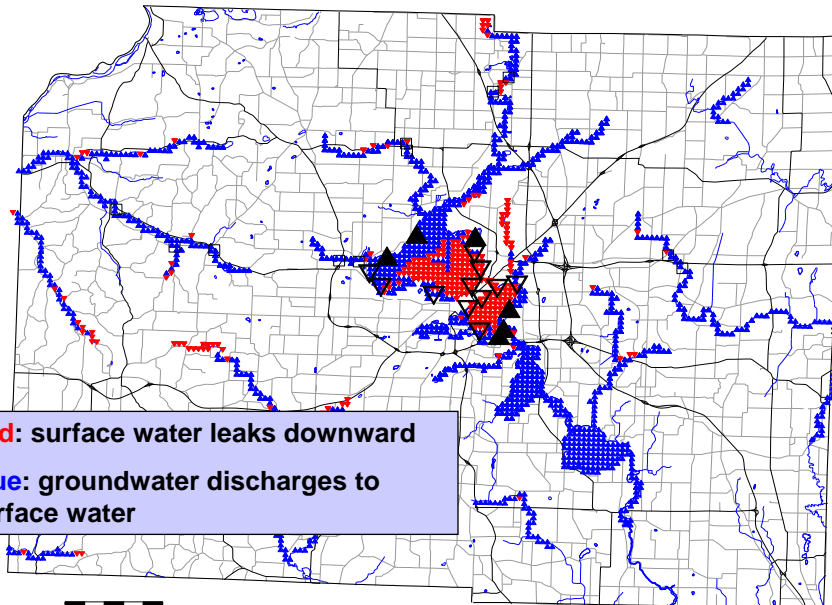 d: surface water leaks downward
ue: groundwater discharges to
rface water